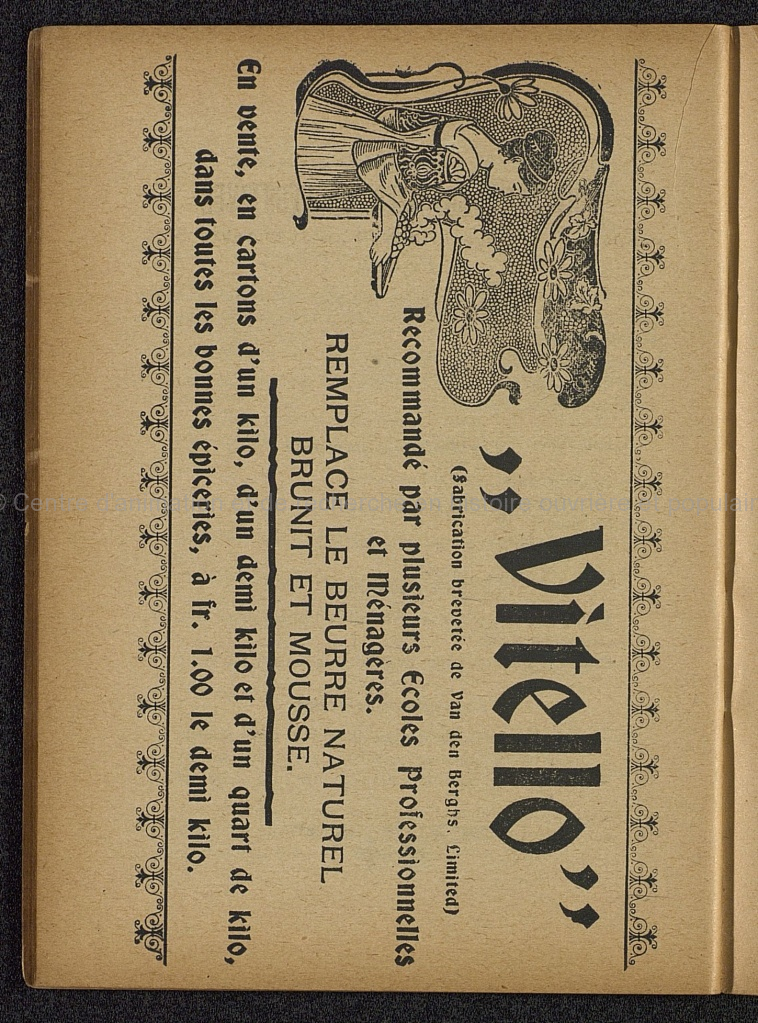 „Vitello”
(Fabrication brevetée de Van den Berghs. Limited)
Recommandé par plusieurs Ecoles Professionnelles
et Ménagères.
REMPLACE LE BEURRE NATUREL
BRUNIT ET MOUSSE.
En vente, en cartons d'un kilo, d'un demi kilo et d'un quart de kilo,
dans toutes les bonnes épiceries, à fr. 1.00 le demi kilo.
© Centre